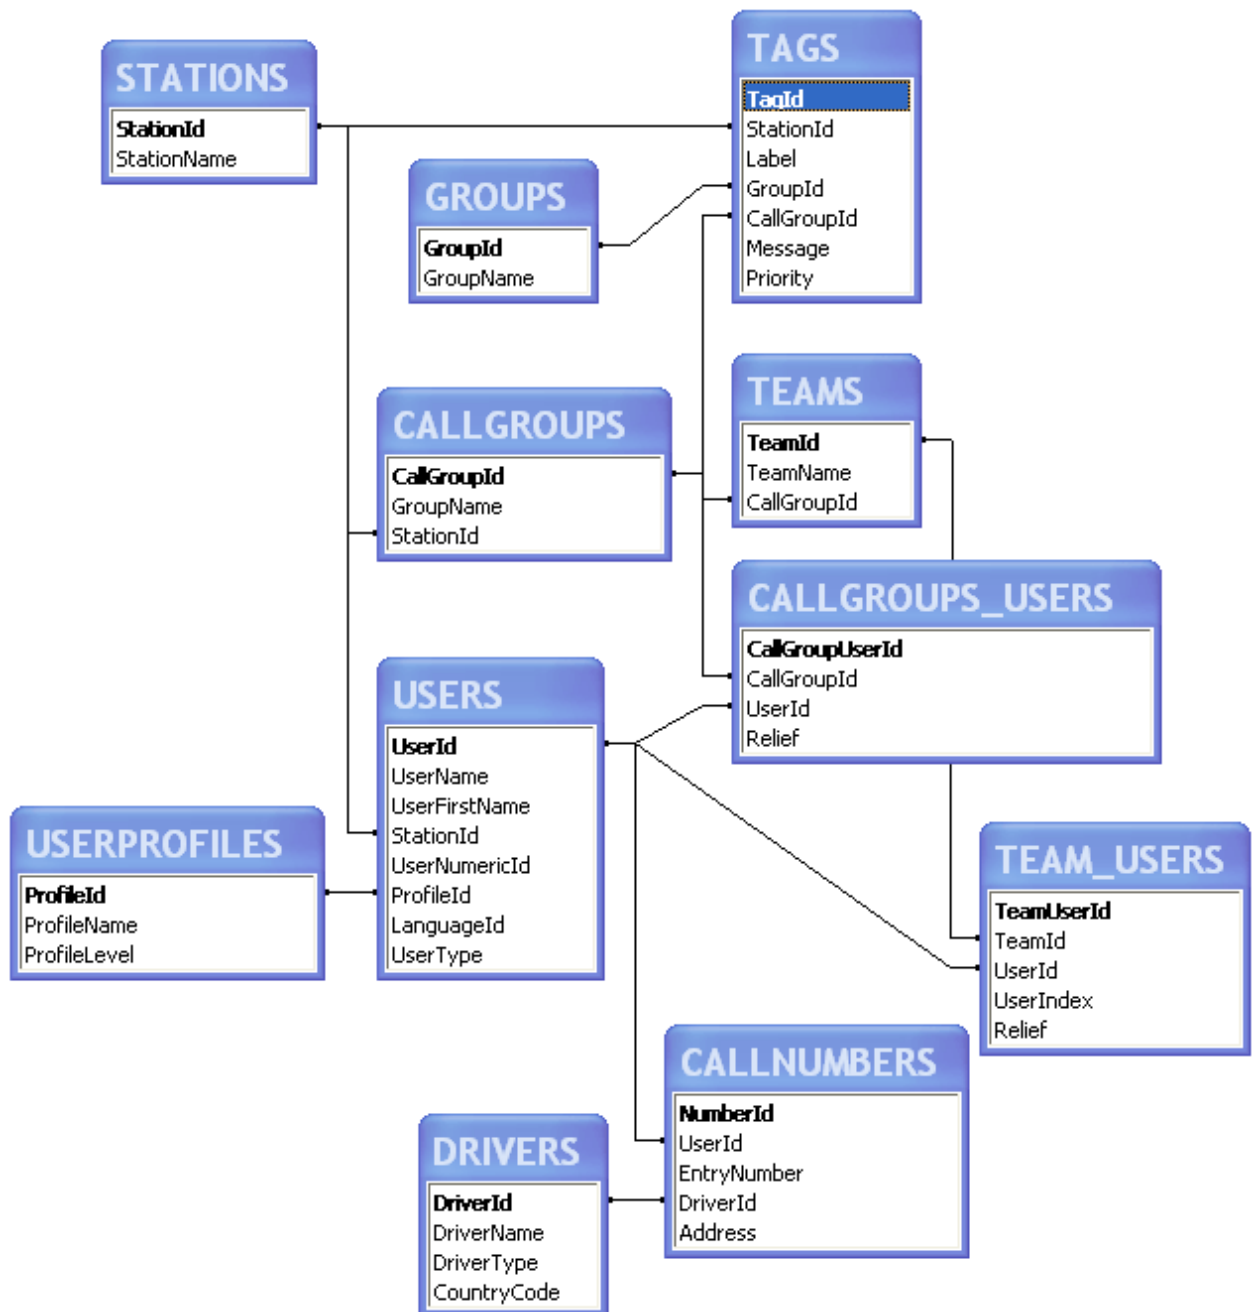 STATIONS
StationId
StationName
TAGS
TagId
StationId
Label
GroupId
CallGroupId
Message
Priority
GROUPS
GroupId
GroupName
CALLGROUPS
CallGroupId
GroupName
StationId
TEAMS
TeamId
TeamName
CallGroupId
CALLGROUPS_USERS
CallGroupUserId
CallGroupId
UserId
Relief
USERS
UserId
UserName
UserFirstName
StationId
UserNumericId
ProfileId
LanguageId
UserType
USERPROFILES
ProfileId
ProfileName
ProfileLevel
TEAM_USERS
TeamUserId
TeamId
UserId
UserIndex
Relief
CALLNUMBERS
NumberId
UserId
EntryNumber
DriverId
Address
DRIVERS
DriverId
DriverName
DriverType
CountryCode